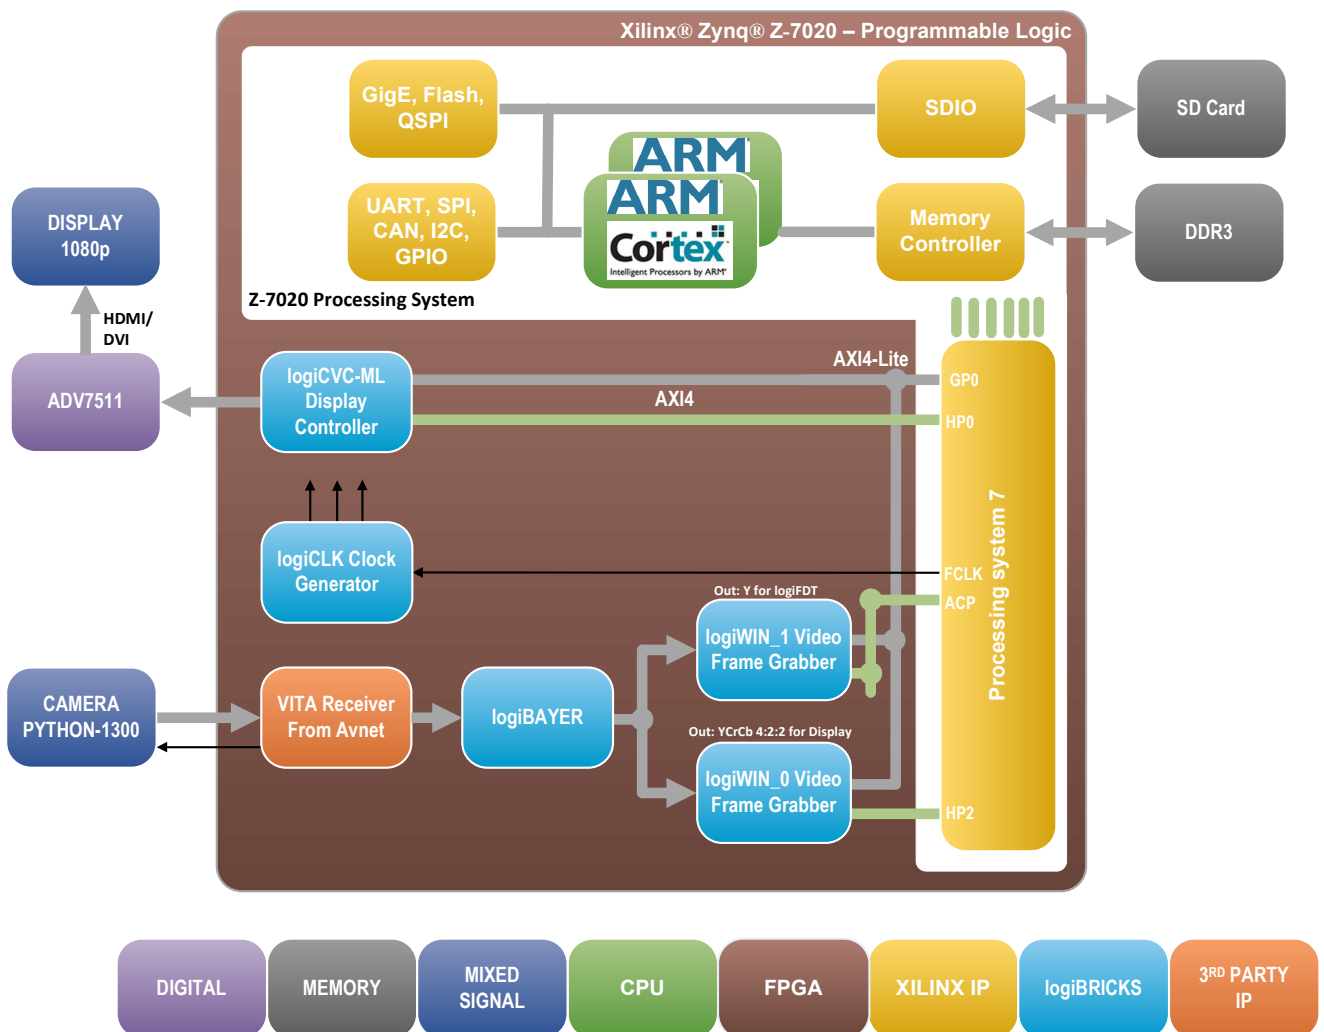 Xilinx® Zynq® Z-7020 – Programmable Logic
GigE, Flash,
QSPI
SDIO
SD Card
ARM®
ARM®
Cortex™
Intelligent Processors by ARM®
UART, SPI,
CAN, I2C,
GPIO
Memory
Controller
DDR3
DISPLAY
1080p
Z-7020 Processing System
HDMI/
DVI
ADV7511
logiCVC-ML
Display
Controller
AXI4-Lite
AXI4
GP0
HP0
Processing system 7
logiCLK Clock
Generator
FCLK
ACP
Out: Y for logiFDT
logiWIN_1 Video
Frame Grabber
CAMERA
PYTHON-1300
VITA Receiver
From Avnet
logiBAYER
Out: YCrCb 4:2:2 for Display
logiWIN_0 Video
Frame Grabber
HP2
DIGITAL
MEMORY
MIXED
SIGNAL
CPU
FPGA
XILINX IP
logiBRICKS
3RD PARTY
IP